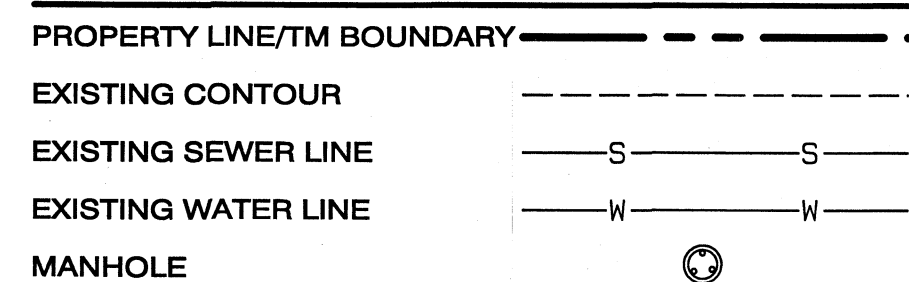 PROPERTY LINE/TM BOUNDARY
EXISTING CONTOUR
EXISTING SEWER LINE S S
EXISTING WATER LINE W W
MANHOLE